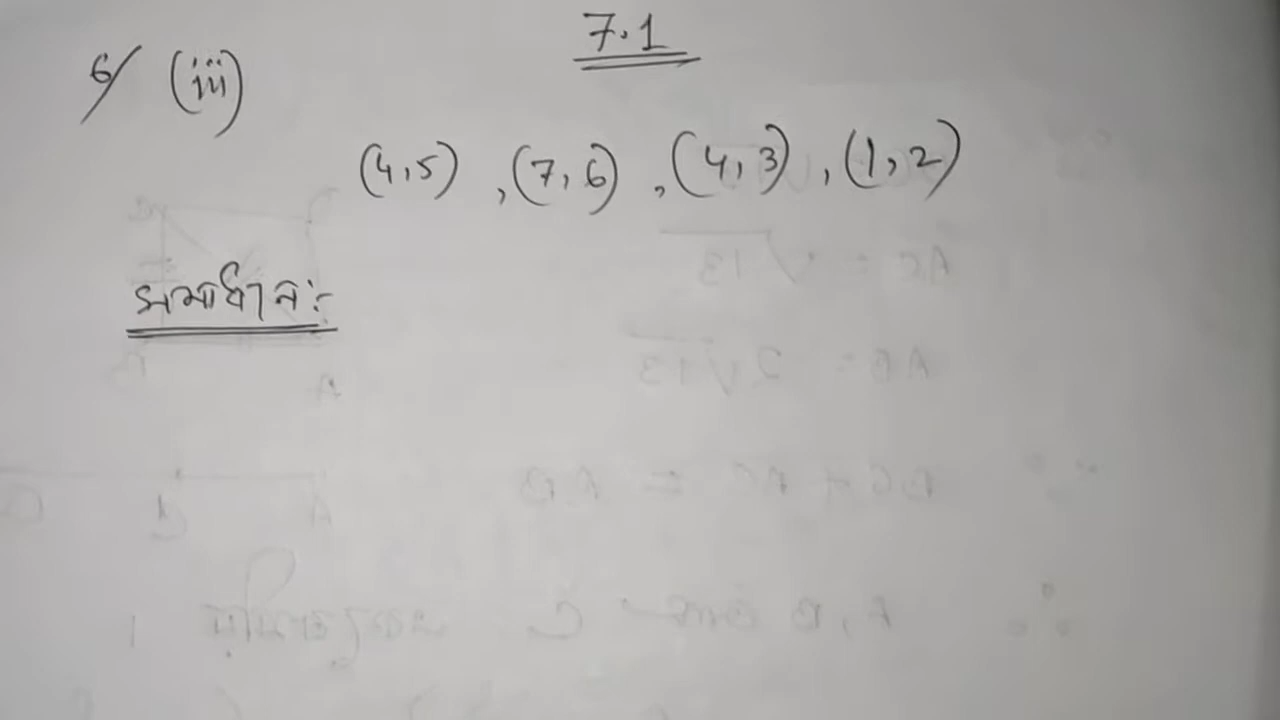 7.1
6/ (iii)
(4,5) , (7,6) , (4,3) , (1,2)
সমাধান :-